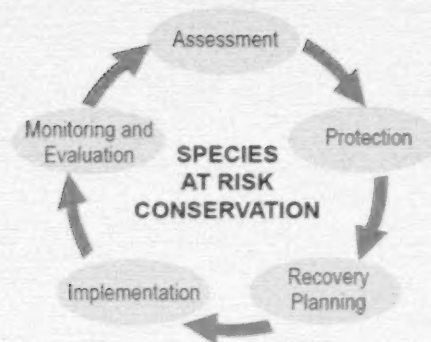 Assessment
Protection
Recovery
Planning
Implementation
Monitoring and
Evaluation
SPECIES
AT RISK
CONSERVATION